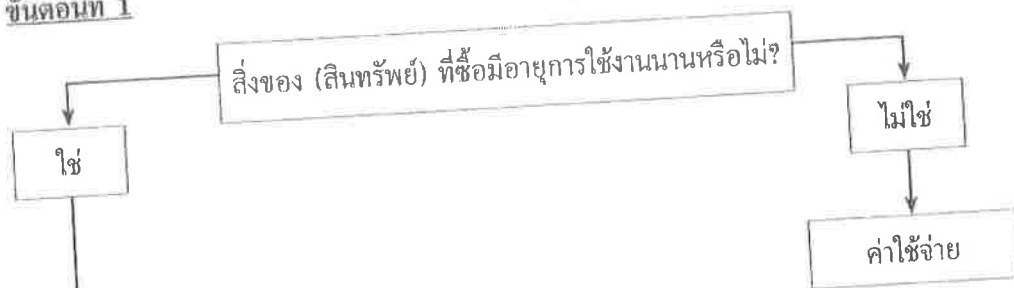 ขั้นตอนที่ 1
สิ่งของ (สินทรัพย์) ที่ซื้อมีอายุการใช้งานนานหรือไม่?
ใช่
ไม่ใช่
ค่าใช้จ่าย